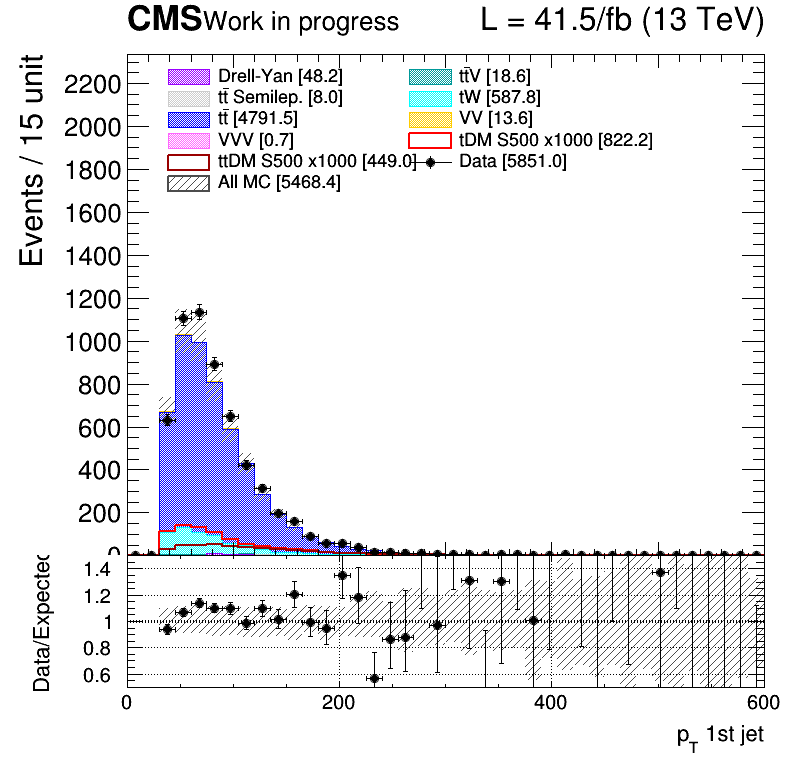 CMS Work in progress L = 41.5/fb (13 TeV)
Events / 15 unit
2200
2000
1800
1600
1400
1200
1000
800
600
400
200
0
Drell-Yan [48.2]
tt̄ Semilep. [8.0]
tt̄ [4791.5]
VVV [0.7]
ttDM S500 x1000 [449.0]
All MC [5468.4]
tt̄V [18.6]
tW [587.8]
VV [13.6]
tDM S500 x1000 [822.2]
Data [5851.0]
Data/Expected
1.4
1.2
1
0.8
0.6
0 200 400 600
p_T 1st jet